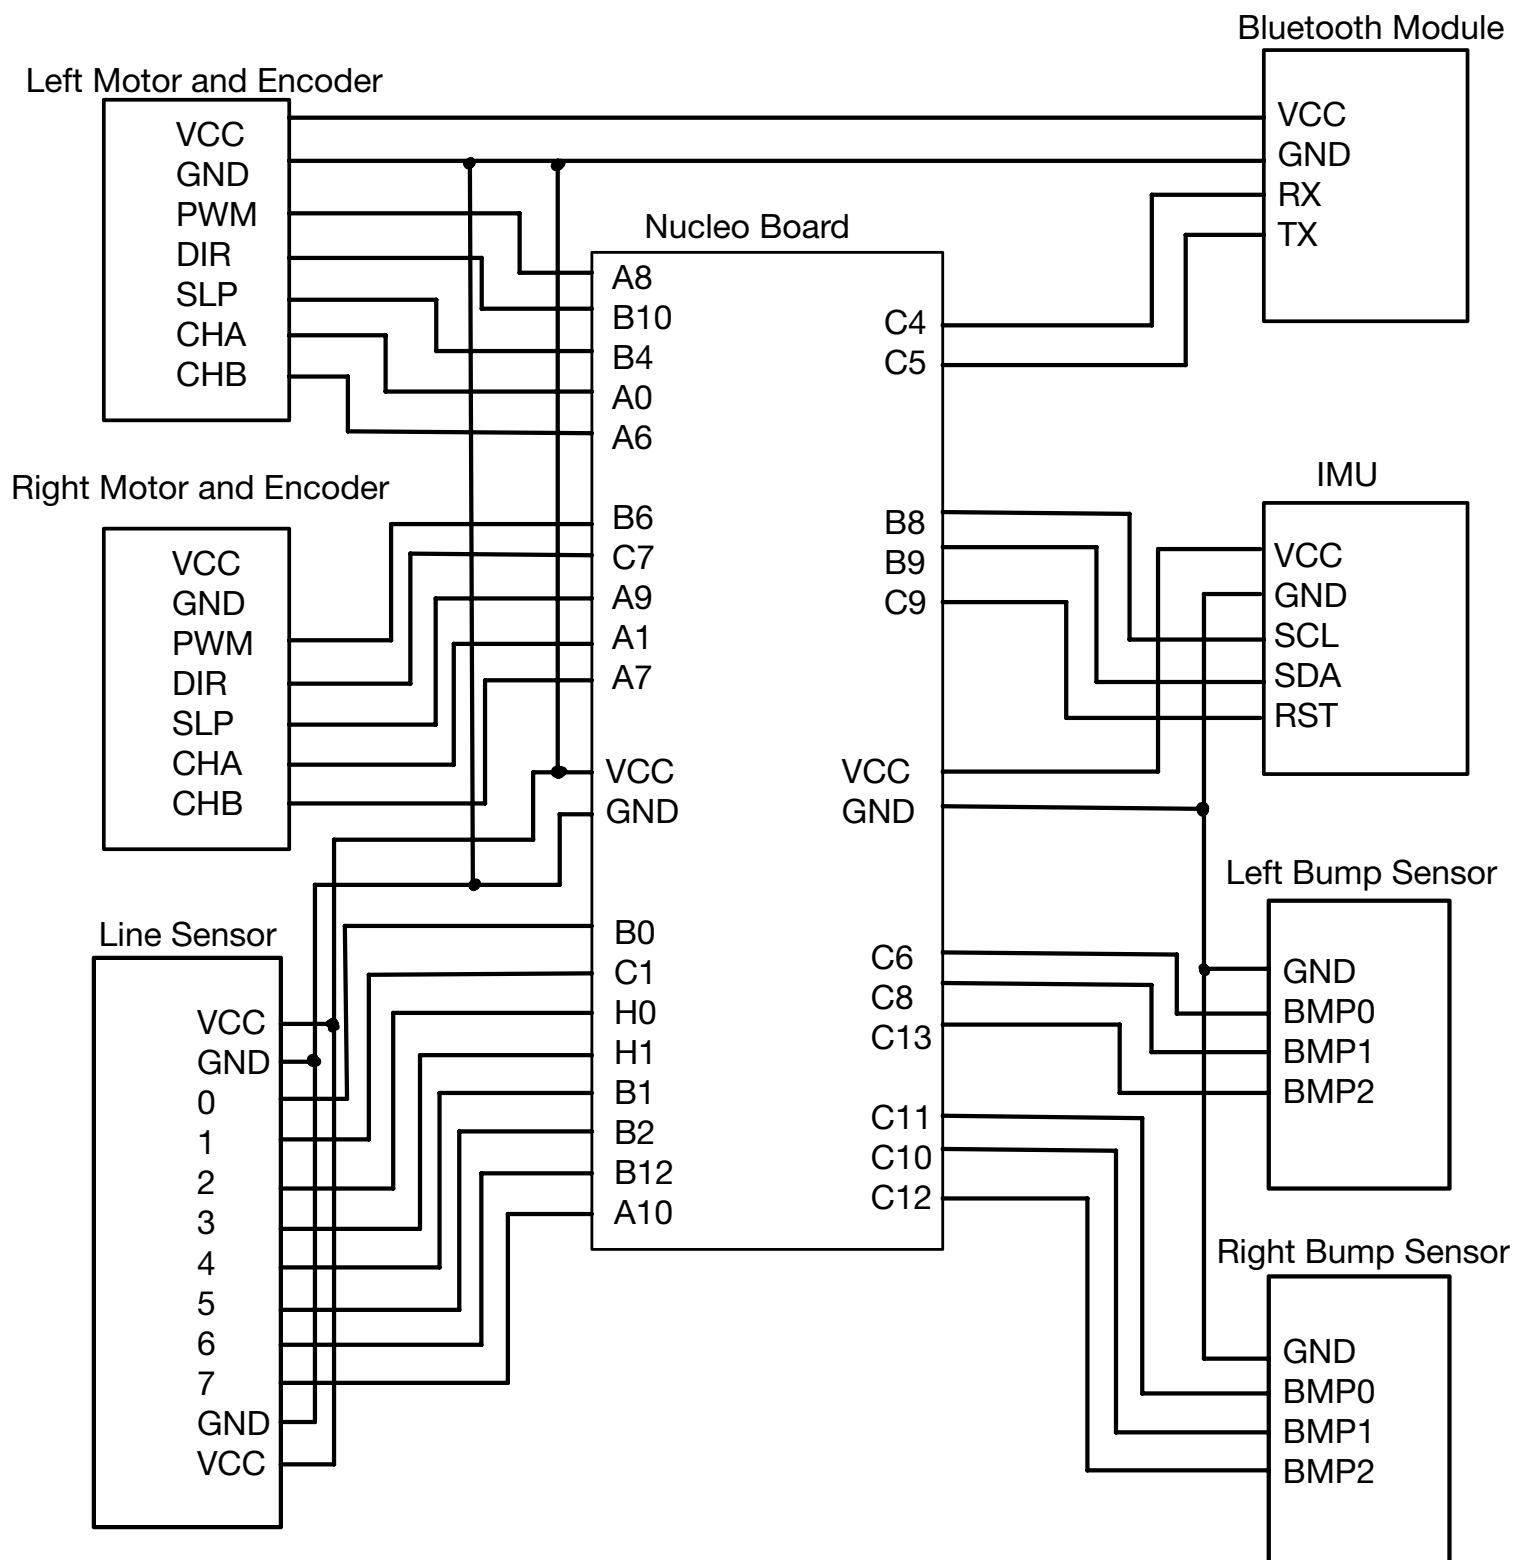 Bluetooth Module
VCC
GND
RX
TX
Left Motor and Encoder
VCC
GND
PWM
DIR
SLP
CHA
CHB
Nucleo Board
A8
B10
B4
A0
A6
B6
C7
A9
A1
A7
VCC
GND
B0
C1
H0
H1
B1
B2
B12
A10
C4
C5
B8
B9
C9
VCC
GND
C6
C8
C13
C11
C10
C12
Right Motor and Encoder
VCC
GND
PWM
DIR
SLP
CHA
CHB
IMU
VCC
GND
SCL
SDA
RST
Line Sensor
VCC
GND
0
1
2
3
4
5
6
7
GND
VCC
Left Bump Sensor
GND
BMP0
BMP1
BMP2
Right Bump Sensor
GND
BMP0
BMP1
BMP2